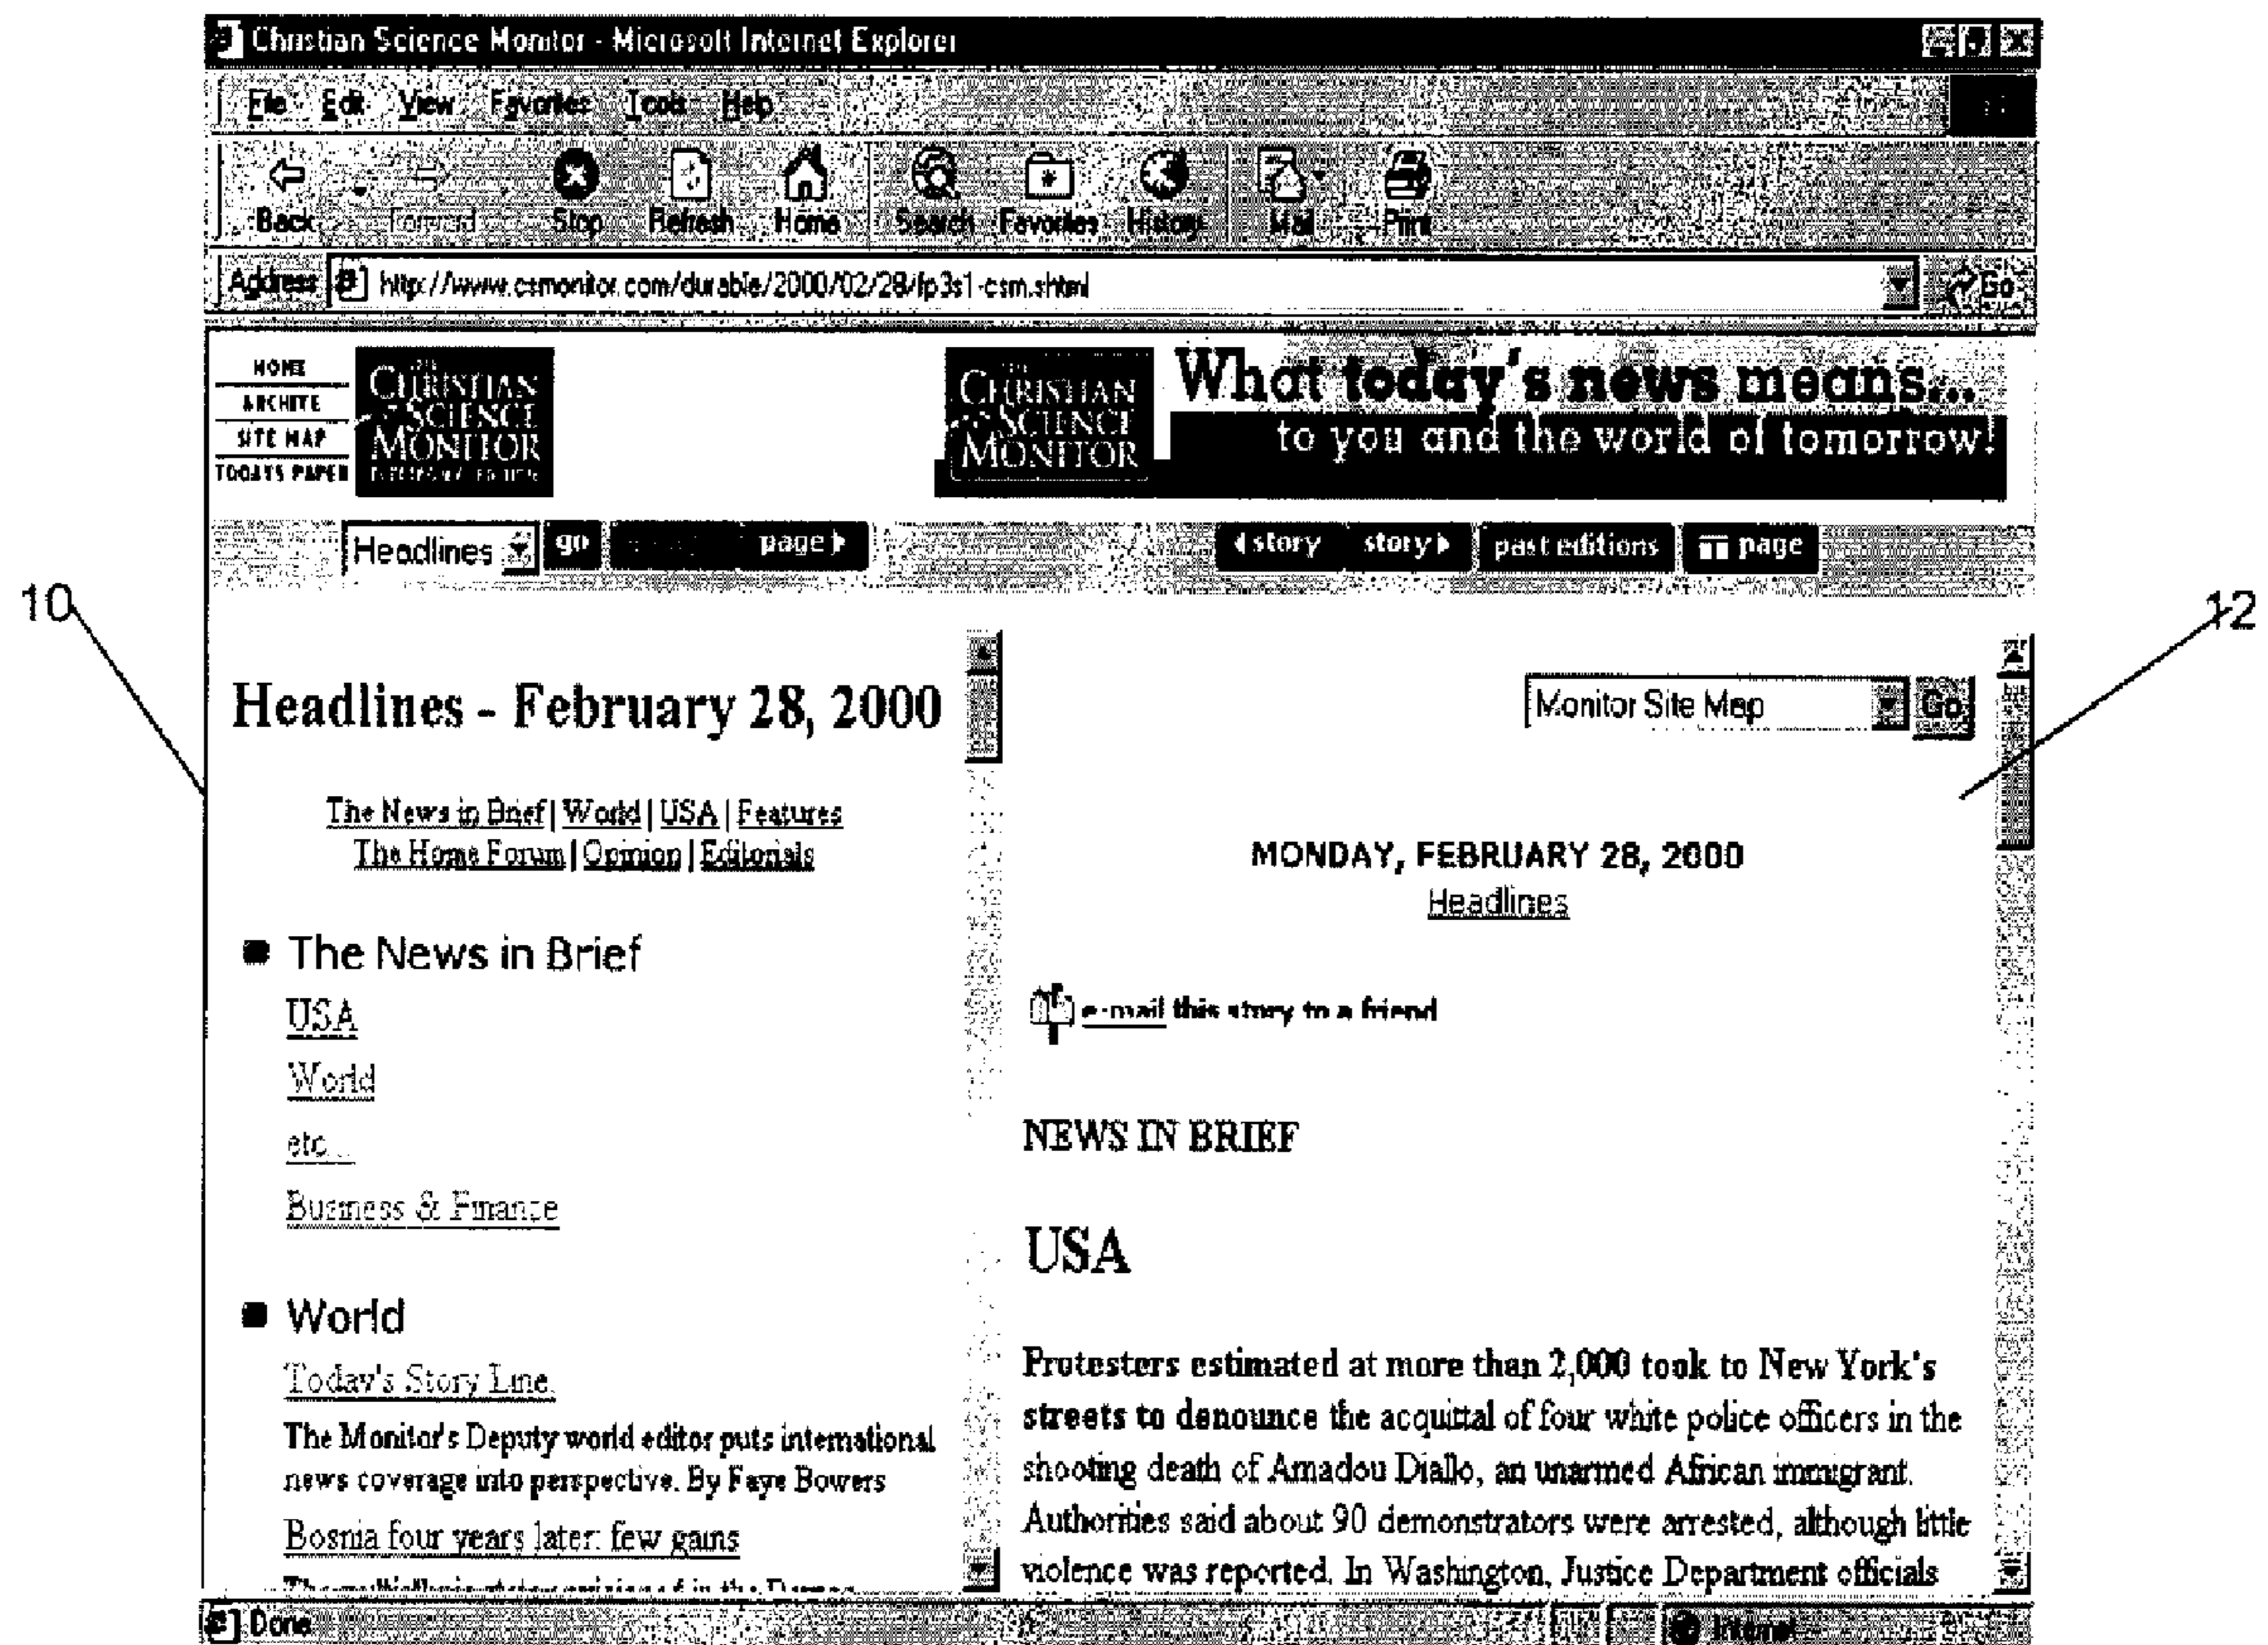 Christian Science Monitor - Microsoft Internet Explorer
File Edit View Favorites Tools Help
Back Forward Stop Refresh Home Search Favorites History Mail Print
Address http://www.csmonitor.com/durable/2000/02/28/fp3s1-csm.shtml Go
HOME
ARCHIVE
SITE MAP
TODAY'S PAPER
THE CHRISTIAN SCIENCE MONITOR
ELECTRONIC EDITION
THE CHRISTIAN SCIENCE MONITOR
What today's news means...
to you and the world of tomorrow!
Headlines go page story story past editions page
10
12
Headlines - February 28, 2000
The News in Brief | World | USA | Features
The Home Forum | Opinion | Editorials
The News in Brief
USA
World
etc...
Business & Finance
World
Today's Story Line
The Monitor's Deputy world editor puts international
news coverage into perspective. By Faye Bowers
Bosnia four years later: few gains
Monitor Site Map Go
MONDAY, FEBRUARY 28, 2000
Headlines
e-mail this story to a friend
NEWS IN BRIEF
USA
Protesters estimated at more than 2,000 took to New York's
streets to denounce the acquittal of four white police officers in the
shooting death of Amadou Diallo, an unarmed African immigrant.
Authorities said about 90 demonstrators were arrested, although little
violence was reported. In Washington, Justice Department officials
Done
Internet